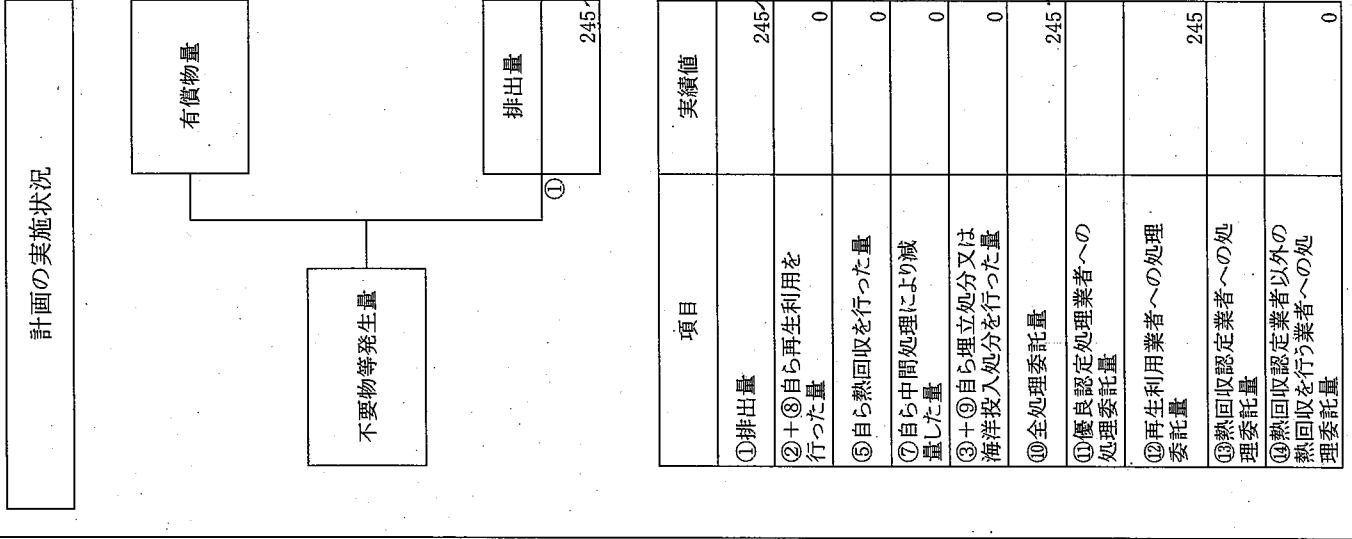 計画の実施状況
有償物量
不要物等発生量
排出量
①
245
項目
実績値
①排出量
245
②+⑧自ら再生利用を
行った量
0
⑤自ら熱回収を行った量
0
⑦自ら中間処理により減
量した量
0
③+⑨自ら埋立処分又は
海洋投入処分を行った量
0
⑩全処理委託量
245
⑪優良認定処理業者への
処理委託量
⑫再生利用業者への処理
委託量
245
⑬熱回収認定業者への処
理委託量
⑭熱回収認定業者以外の
熱回収を行う業者への処
理委託量
0